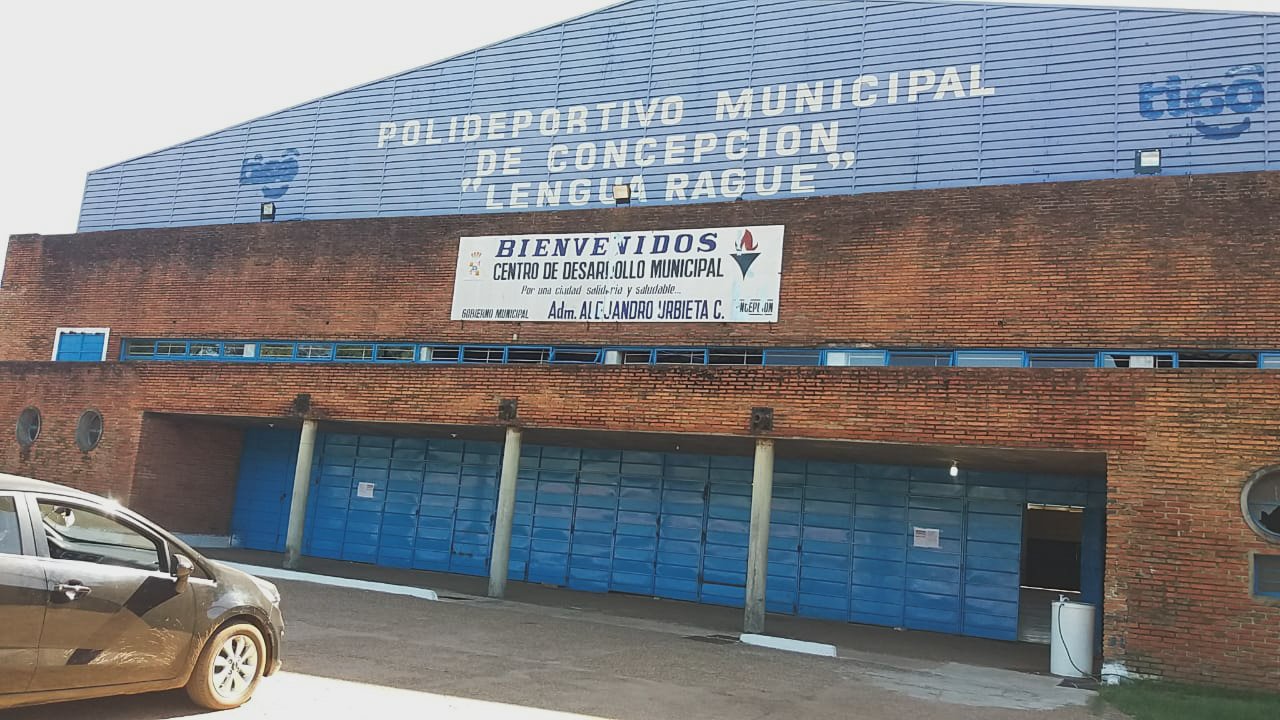 POLIDEPORTIVO MUNICIPAL
DE CONCEPCION
"LENGUA RAGUE"
tigo
tigo
BIENVENIDOS
CENTRO DE DESARROLLO MUNICIPAL
Por una ciudad solidaria y saludable...
GOBIERNO MUNICIPAL Adm. ALEJANDRO URBIETA C.